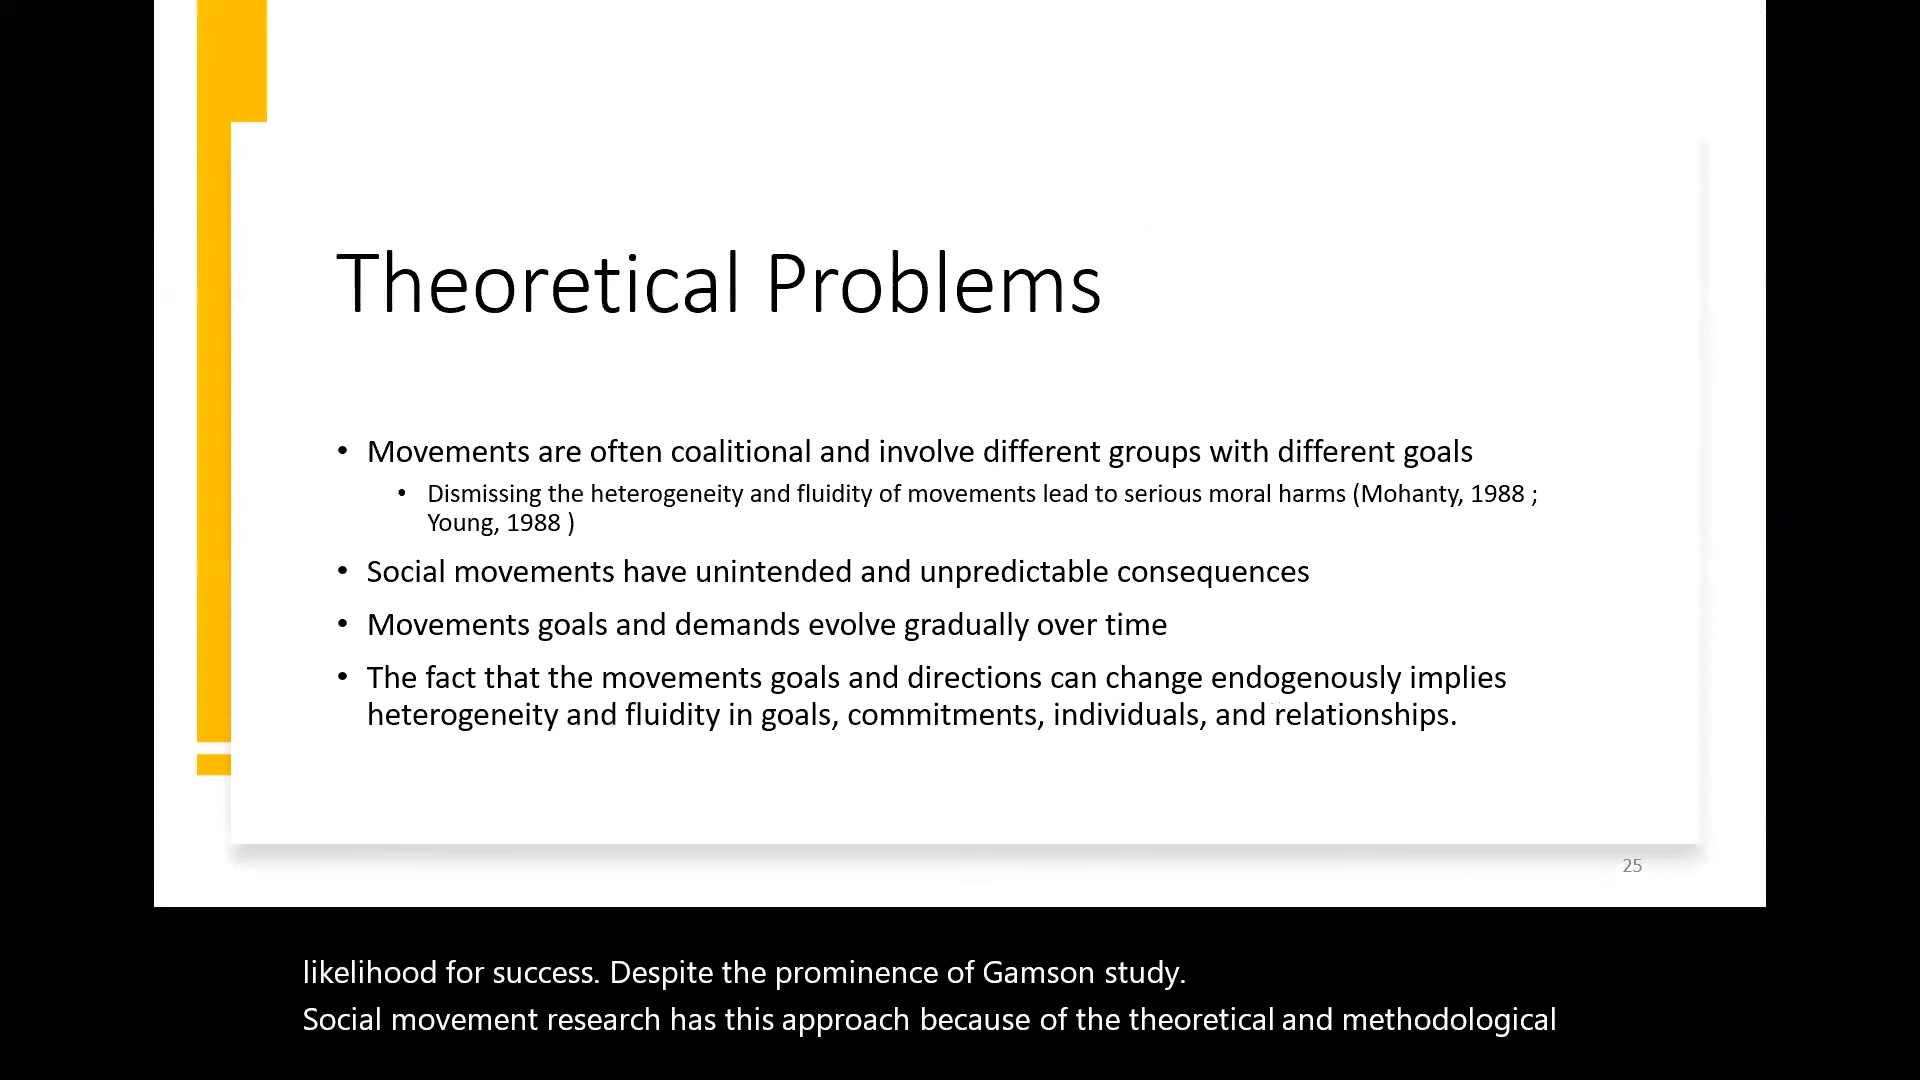 Theoretical Problems
• Movements are often coalitional and involve different groups with different goals
• Dismissing the heterogeneity and fluidity of movements lead to serious moral harms (Mohanty, 1988 ;
Young, 1988 )
• Social movements have unintended and unpredictable consequences
• Movements goals and demands evolve gradually over time
• The fact that the movements goals and directions can change endogenously implies
heterogeneity and fluidity in goals, commitments, individuals, and relationships.
25
likelihood for success. Despite the prominence of Gamson study.
Social movement research has this approach because of the theoretical and methodological